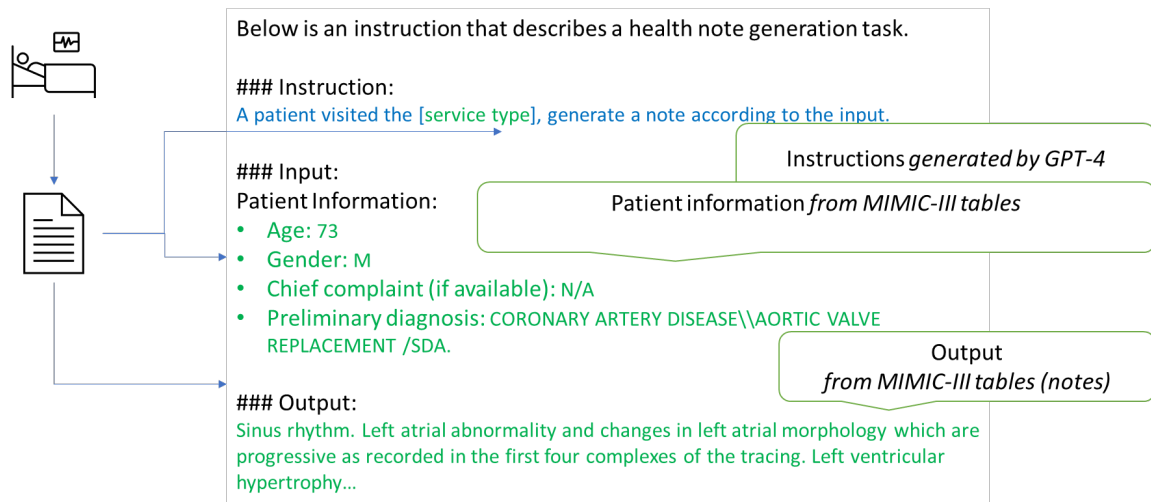 Below is an instruction that describes a health note generation task.
### Instruction:
A patient visited the [service type], generate a note according to the input.
Instructions generated by GPT-4
### Input:
Patient Information:
Patient information from MIMIC-III tables
• Age: 73
• Gender: M
• Chief complaint (if available): N/A
• Preliminary diagnosis: CORONARY ARTERY DISEASE\\AORTIC VALVE
REPLACEMENT /SDA.
Output
from MIMIC-III tables (notes)
### Output:
Sinus rhythm. Left atrial abnormality and changes in left atrial morphology which are
progressive as recorded in the first four complexes of the tracing. Left ventricular
hypertrophy…